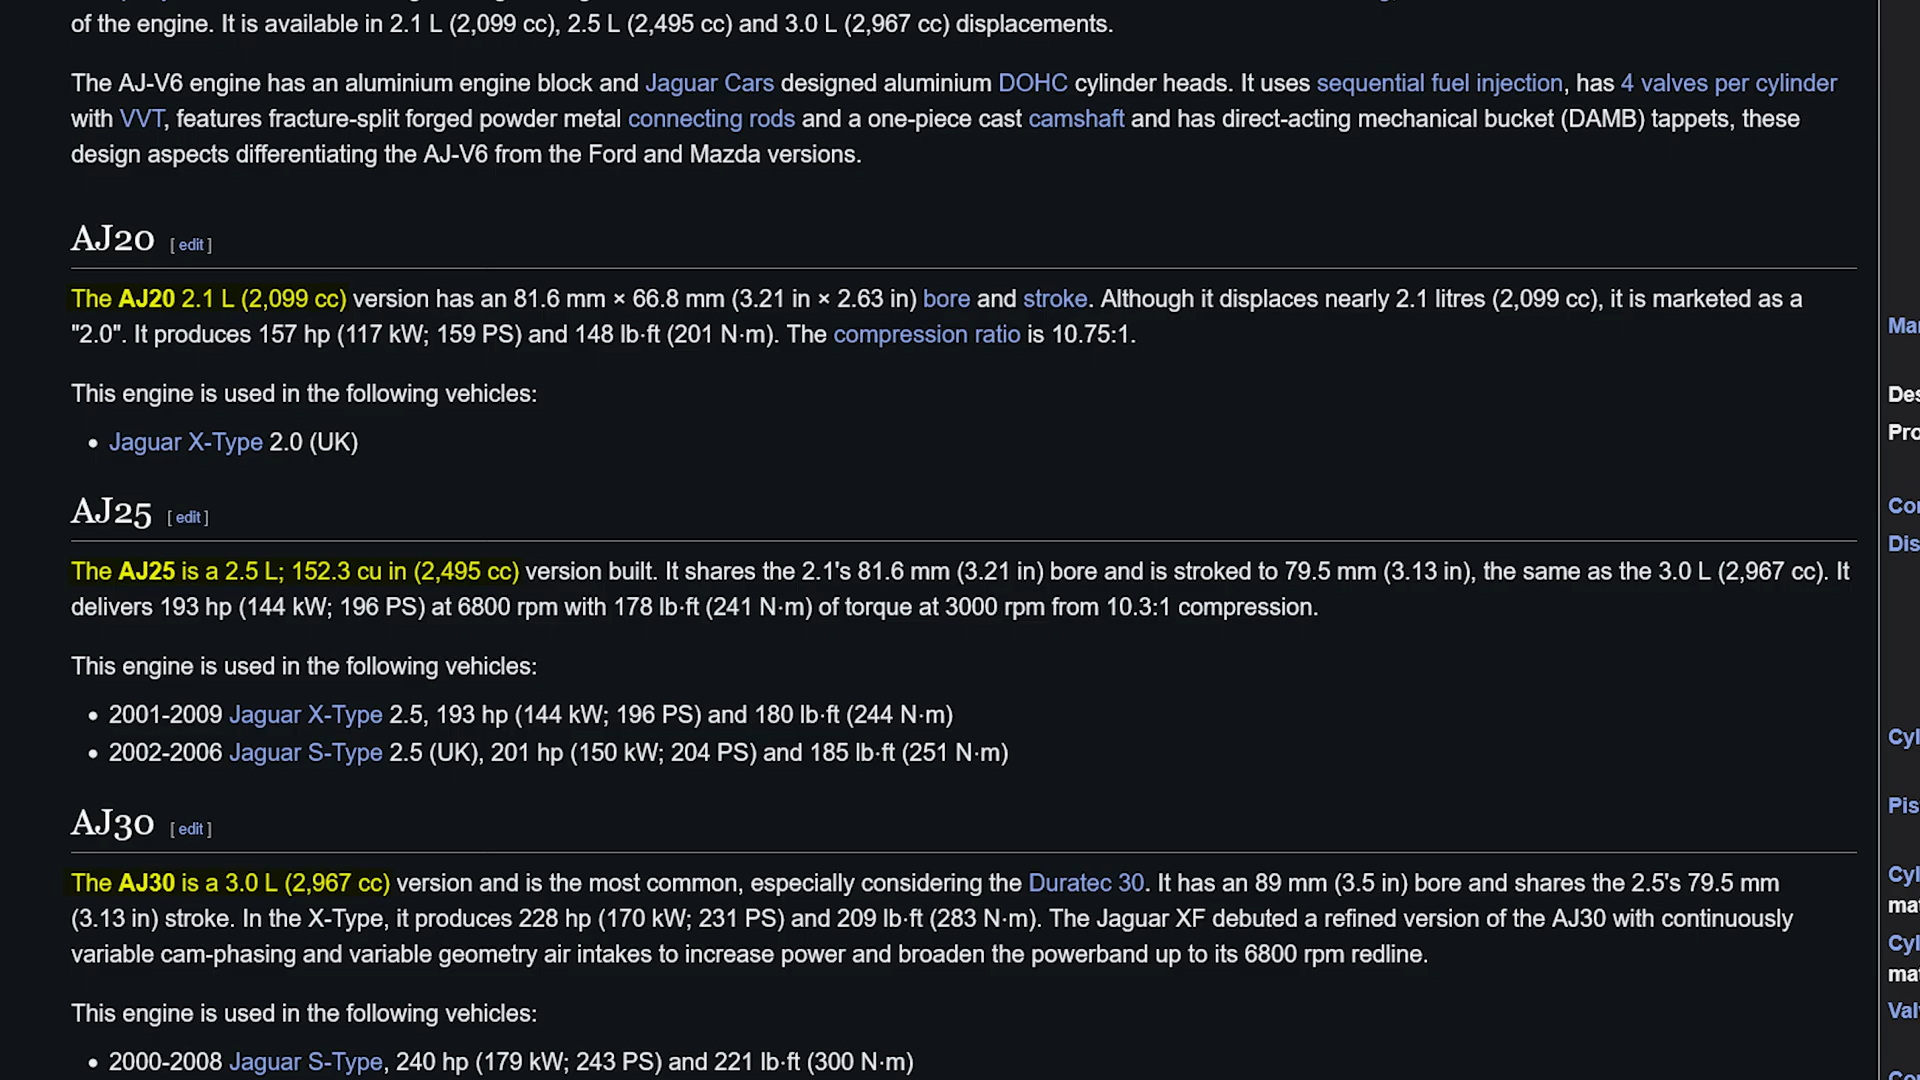 of the engine. It is available in 2.1 L (2,099 cc), 2.5 L (2,495 cc) and 3.0 L (2,967 cc) displacements.
The AJ-V6 engine has an aluminium engine block and Jaguar Cars designed aluminium DOHC cylinder heads. It uses sequential fuel injection, has 4 valves per cylinder
with VVT, features fracture-split forged powder metal connecting rods and a one-piece cast camshaft and has direct-acting mechanical bucket (DAMB) tappets, these
design aspects differentiating the AJ-V6 from the Ford and Mazda versions.
AJ20 [ edit ]
The AJ20 2.1 L (2,099 cc) version has an 81.6 mm × 66.8 mm (3.21 in × 2.63 in) bore and stroke. Although it displaces nearly 2.1 litres (2,099 cc), it is marketed as a
"2.0". It produces 157 hp (117 kW; 159 PS) and 148 lb·ft (201 N·m). The compression ratio is 10.75:1.
This engine is used in the following vehicles:
• Jaguar X-Type 2.0 (UK)
AJ25 [ edit ]
The AJ25 is a 2.5 L; 152.3 cu in (2,495 cc) version built. It shares the 2.1's 81.6 mm (3.21 in) bore and is stroked to 79.5 mm (3.13 in), the same as the 3.0 L (2,967 cc). It
delivers 193 hp (144 kW; 196 PS) at 6800 rpm with 178 lb·ft (241 N·m) of torque at 3000 rpm from 10.3:1 compression.
This engine is used in the following vehicles:
• 2001-2009 Jaguar X-Type 2.5, 193 hp (144 kW; 196 PS) and 180 lb·ft (244 N·m)
• 2002-2006 Jaguar S-Type 2.5 (UK), 201 hp (150 kW; 204 PS) and 185 lb·ft (251 N·m)
AJ30 [ edit ]
The AJ30 is a 3.0 L (2,967 cc) version and is the most common, especially considering the Duratec 30. It has an 89 mm (3.5 in) bore and shares the 2.5's 79.5 mm
(3.13 in) stroke. In the X-Type, it produces 228 hp (170 kW; 231 PS) and 209 lb·ft (283 N·m). The Jaguar XF debuted a refined version of the AJ30 with continuously
variable cam-phasing and variable geometry air intakes to increase power and broaden the powerband up to its 6800 rpm redline.
This engine is used in the following vehicles:
• 2000-2008 Jaguar S-Type, 240 hp (179 kW; 243 PS) and 221 lb·ft (300 N·m)